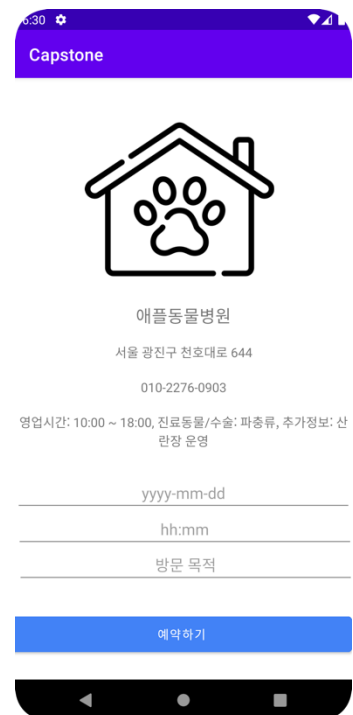 6:30
Capstone
애플동물병원
서울 광진구 천호대로 644
010-2276-0903
영업시간: 10:00 ~ 18:00, 진료동물/수술: 파충류, 추가정보: 산
란장 운영
yyyy-mm-dd
hh:mm
방문 목적
예약하기